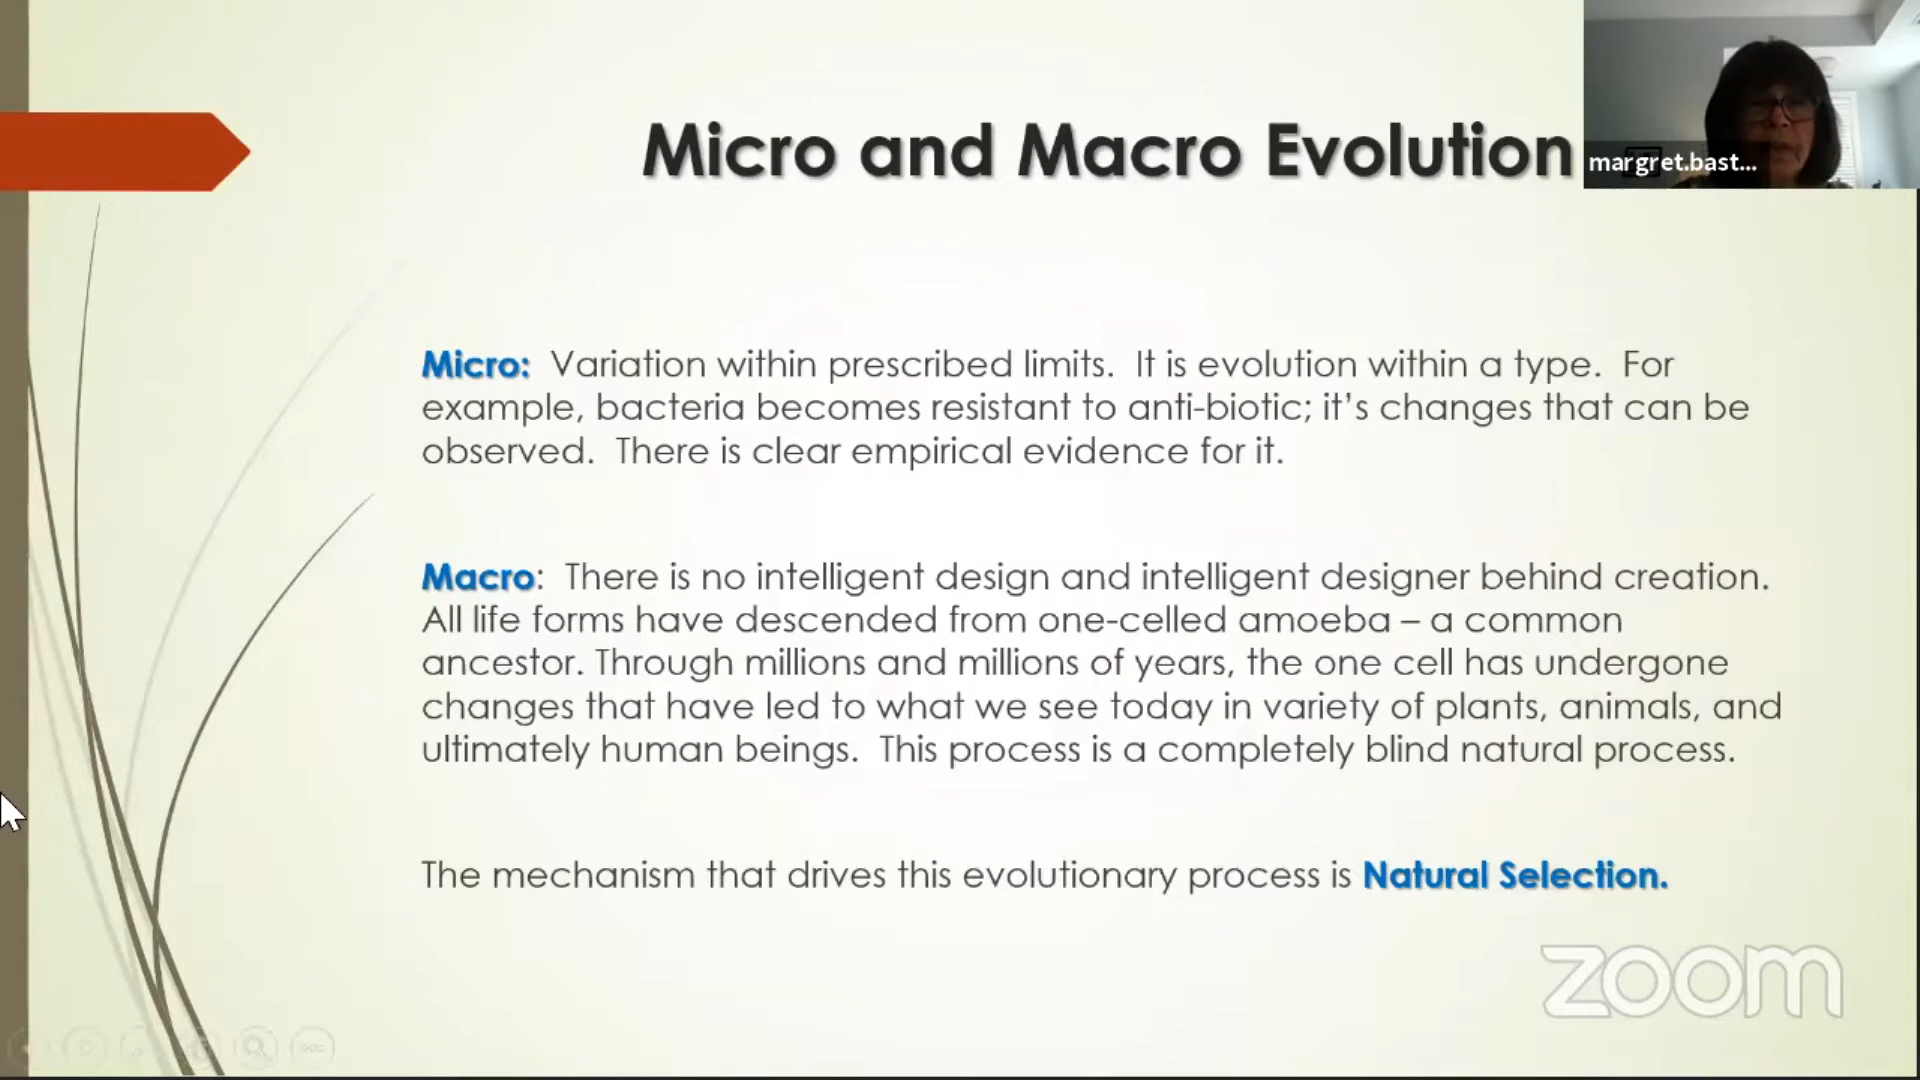 Micro and Macro Evolution
margret.bast...
Micro: Variation within prescribed limits. It is evolution within a type. For
example, bacteria becomes resistant to anti-biotic; it’s changes that can be
observed. There is clear empirical evidence for it.
Macro: There is no intelligent design and intelligent designer behind creation.
All life forms have descended from one-celled amoeba – a common
ancestor. Through millions and millions of years, the one cell has undergone
changes that have led to what we see today in variety of plants, animals, and
ultimately human beings. This process is a completely blind natural process.
The mechanism that drives this evolutionary process is Natural Selection.
zoom